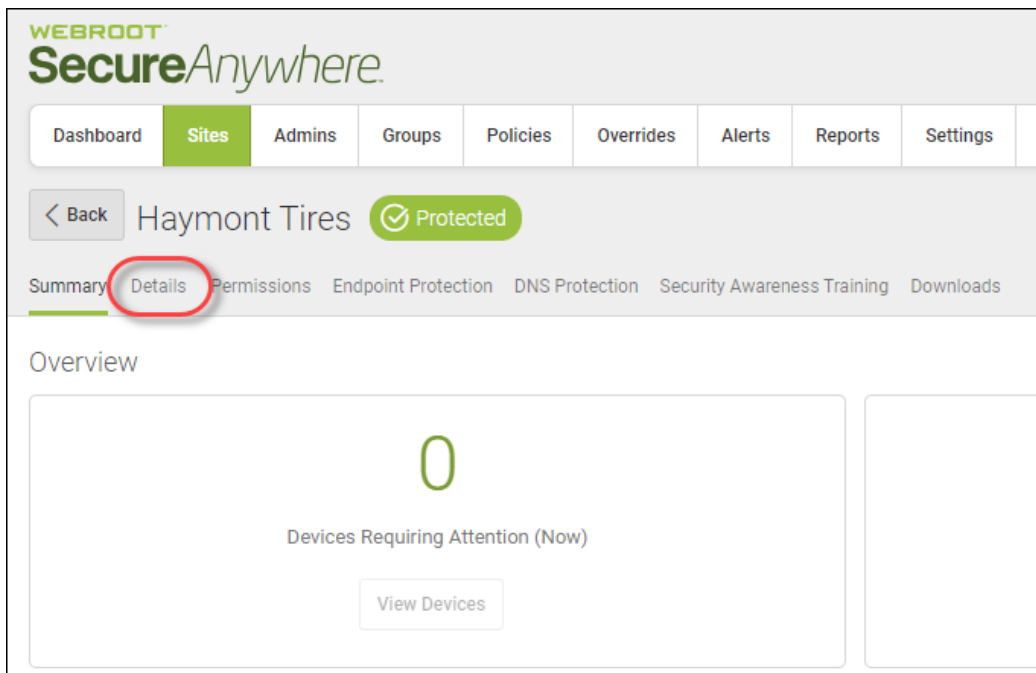 WEBROOT™
SecureAnywhere.
Dashboard Sites Admins Groups Policies Overrides Alerts Reports Settings
Back Haymont Tires Protected
Summary Details Permissions Endpoint Protection DNS Protection Security Awareness Training Downloads
Overview
0
Devices Requiring Attention (Now)
View Devices